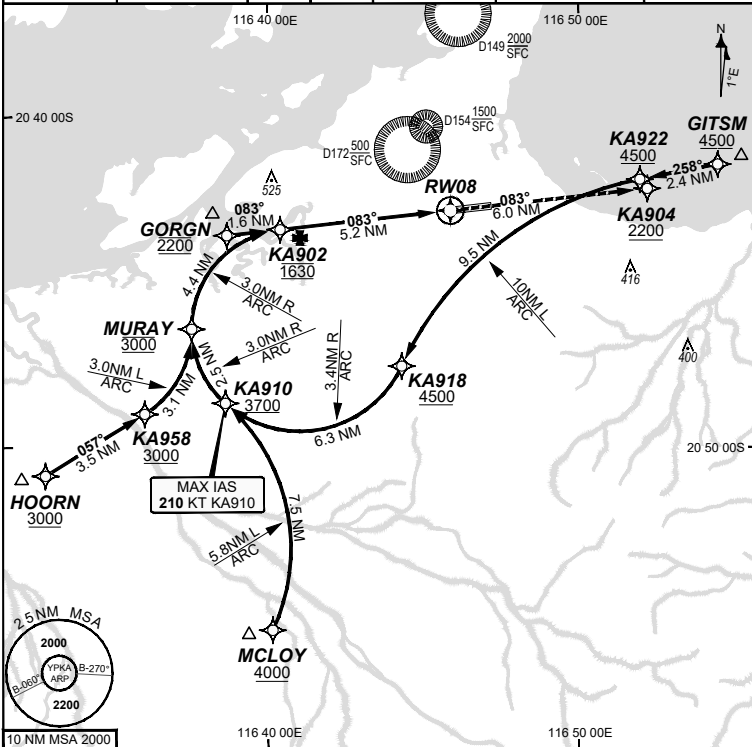 116 40 00E
116 50 00E
D149 2000
SFC
N
1°E
20 40 00S
D154 1500
SFC
D172 500
SFC
KA922
4500
GITSM
4500
258°
2.4 NM
525
RW08
083°
6.0 NM
KA904
2200
083°
1.6 NM
GORGN
2200
083°
5.2 NM
KA902
1630
9.5 NM
416
4.4 NM
3.0NM R
ARC
10NM L
ARC
MURAY
3000
3.0NM R
ARC
3.4NM R
ARC
400
3.0NM L
ARC
2.5 NM
KA918
4500
3.1 NM
KA910
3700
KA958
3000
057°
3.5 NM
6.3 NM
20 50 00S
HOORN
3000
MAX IAS
210 KT KA910
7.5 NM
5.8NM L
ARC
25 NM MSA
2000
YPKA
ARP
B-270°
B-060°
2200
MCLOY
4000
10 NM MSA 2000
116 40 00E
116 50 00E